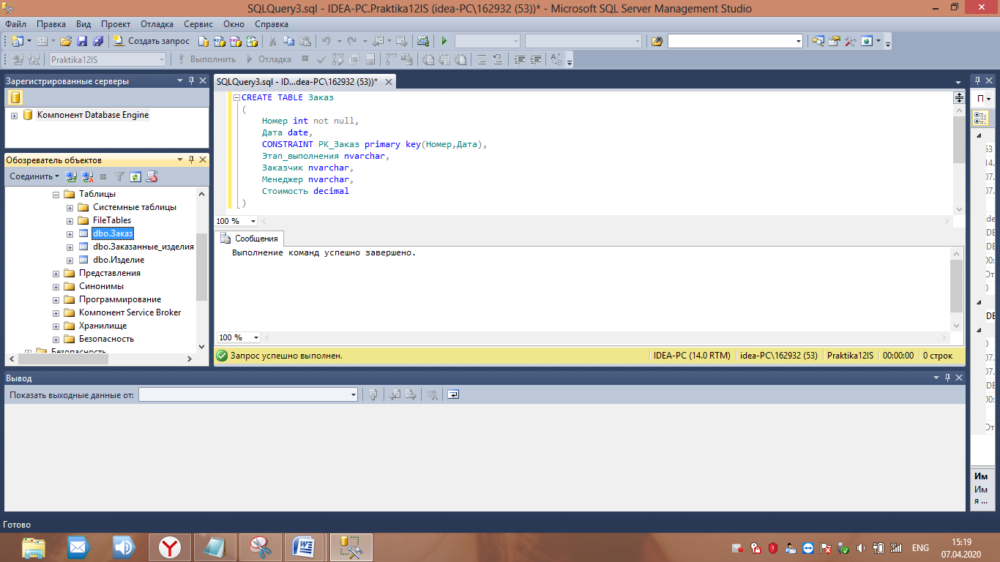 SQLQuery3.sql - IDEA-PC.Praktika12IS (idea-PC\162932 (53))* - Microsoft SQL Server Management Studio
Файл Правка Вид Проект Отладка Сервис Окно Справка
Создать запрос
Praktika12IS Выполнить Отладка
Зарегистрированные серверы
Компонент Database Engine
Обозреватель объектов
Соединить
Таблицы
Системные таблицы
FileTables
dbo.Заказ
dbo.Заказанные_изделия
dbo.Изделие
Представления
Синонимы
Программирование
Компонент Service Broker
Хранилище
Безопасность
Безопасность
SQLQuery3.sql - ID...dea-PC\162932 (53))*
CREATE TABLE Заказ
(
Номер int not null,
Дата date,
CONSTRAINT PK_Заказ primary key(Номер,Дата),
Этап_выполнения nvarchar,
Заказчик nvarchar,
Менеджер nvarchar,
Стоимость decimal
)
100 %
Сообщения
Выполнение команд успешно завершено.
100 %
Запрос успешно выполнен. IDEA-PC (14.0 RTM) idea-PC\162932 (53) Praktika12IS 00:00:00 0 строк
П
53
14.
07.
07.
de
DE
DE
00:
От
0
DE
0
07.
07.
DE
00:
От
Им
Им
я ...
Вывод
Показать выходные данные от:
Готово
ENG
15:19
07.04.2020